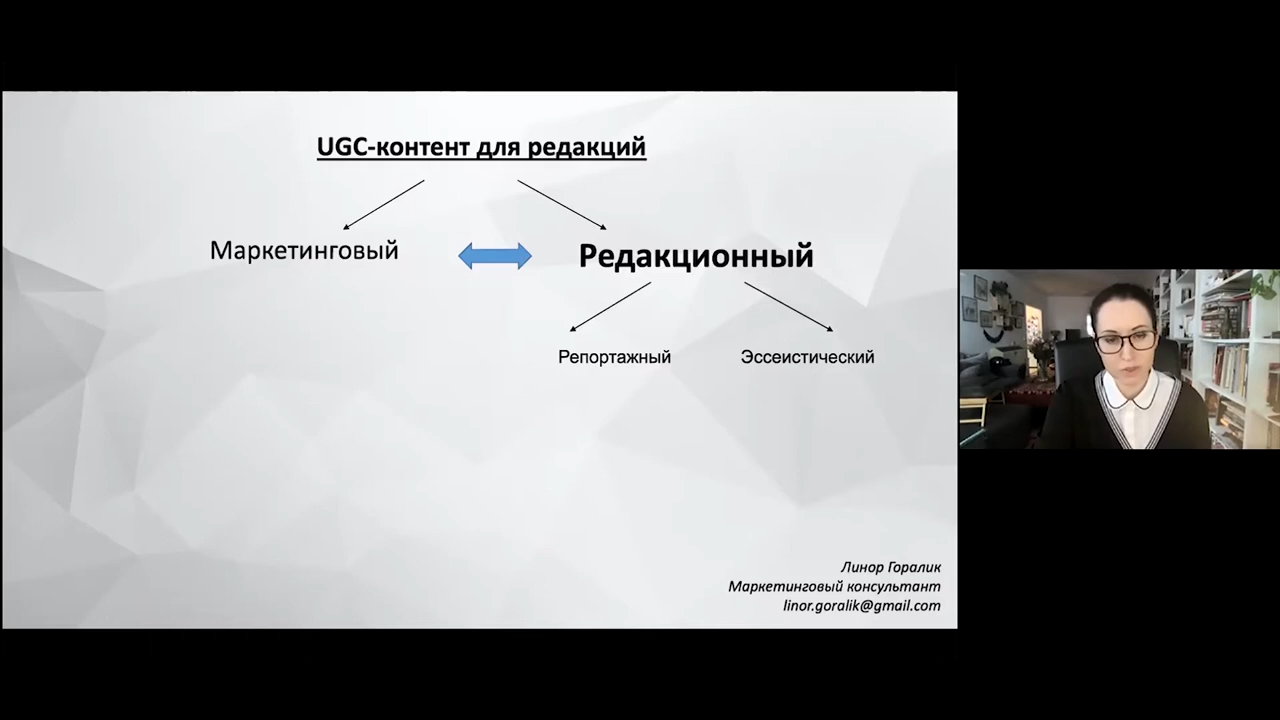 UGC-контент для редакций
Маркетинговый
Редакционный
Репортажный
Эссеистический
Линор Горалик
Маркетинговый консультант
linor.goralik@gmail.com